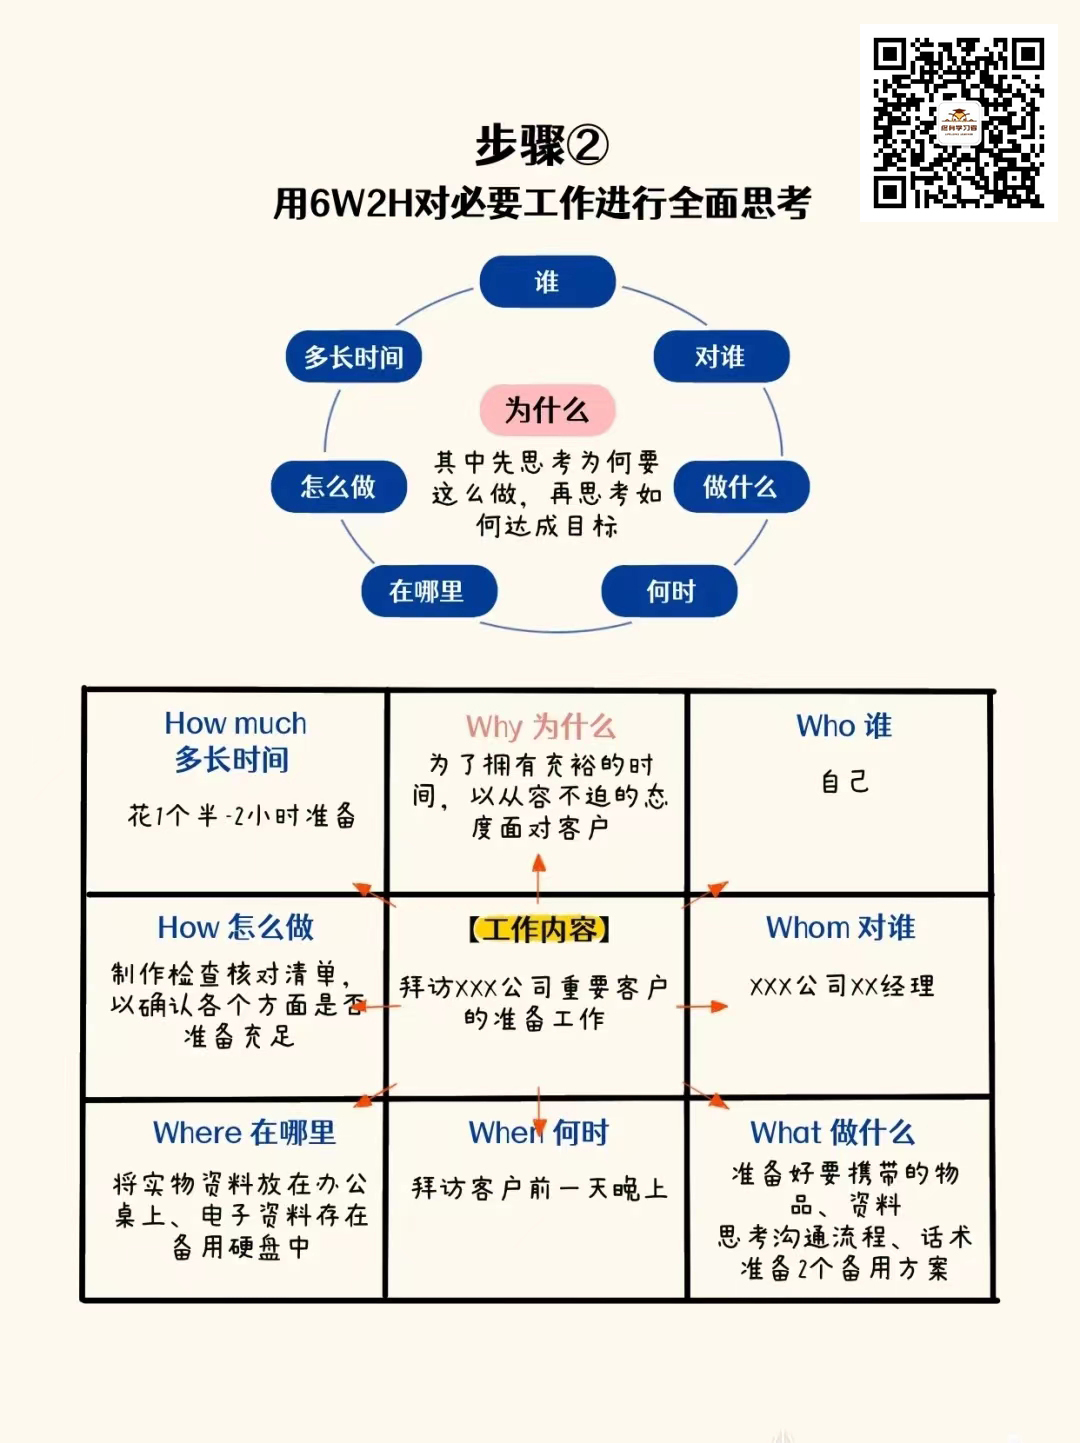 步骤②
用6W2H对必要工作进行全面思考
谁
多长时间
对谁
为什么
其中先思考为何要
这么做，再思考如
何达成目标
怎么做
做什么
在哪里
何时
How much
多长时间
花1个半-2小时准备
Why 为什么
为了拥有充裕的时
间，以从容不迫的态
度面对客户
Who 谁
自己
How 怎么做
制作检查核对清单，
以确认各个方面是否
准备充足
【工作内容】
拜访XXX公司重要客户
的准备工作
Whom 对谁
XXX公司XX经理
Where 在哪里
将实物资料放在办公
桌上、电子资料存在
备用硬盘中
When 何时
拜访客户前一天晚上
What 做什么
准备好要携带的物
品、资料
思考沟通流程、话术
准备2个备用方案